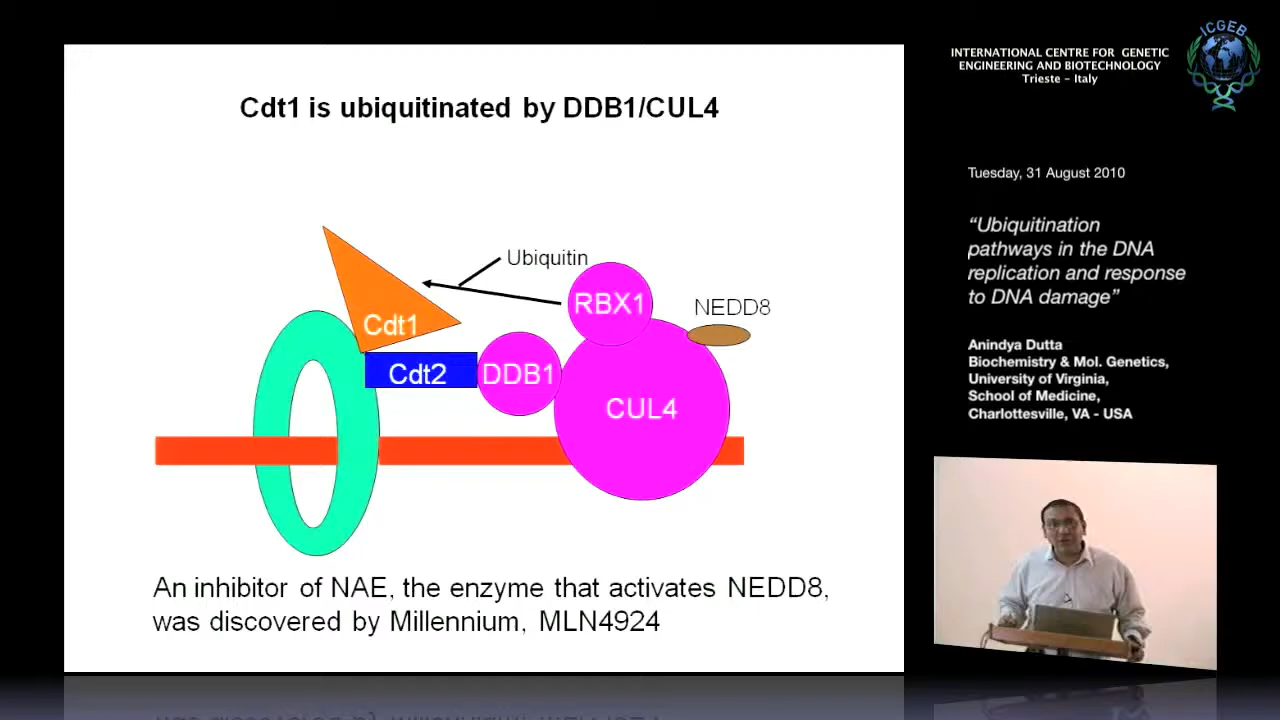 Cdt1 is ubiquitinated by DDB1/CUL4
Ubiquitin
RBX1
NEDD8
Cdt1
Cdt2
DDB1
CUL4
An inhibitor of NAE, the enzyme that activates NEDD8,
was discovered by Millennium, MLN4924
INTERNATIONAL CENTRE FOR GENETIC
ENGINEERING AND BIOTECHNOLOGY
Trieste – Italy
ICGEB
Tuesday, 31 August 2010
“Ubiquitination
pathways in the DNA
replication and response
to DNA damage”
Anindya Dutta
Biochemistry & Mol. Genetics,
University of Virginia,
School of Medicine,
Charlottesville, VA - USA